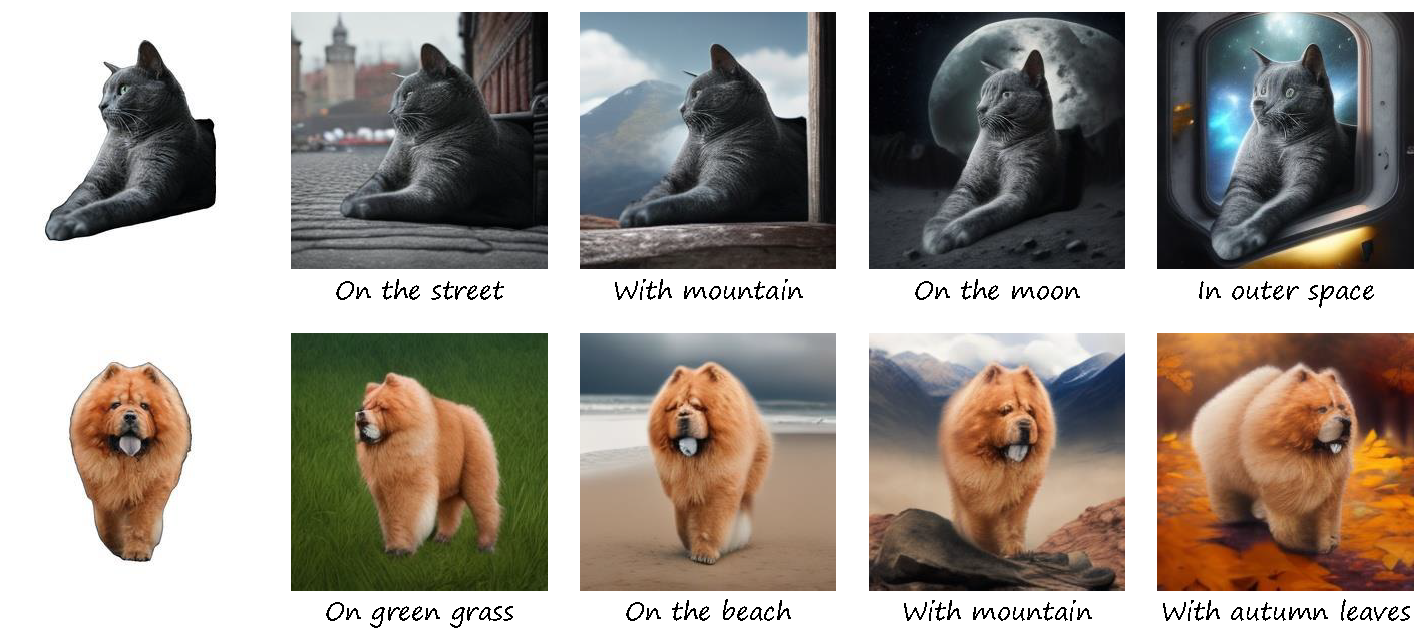 On the street
With mountain
On the moon
In outer space
On green grass
On the beach
With mountain
With autumn leaves